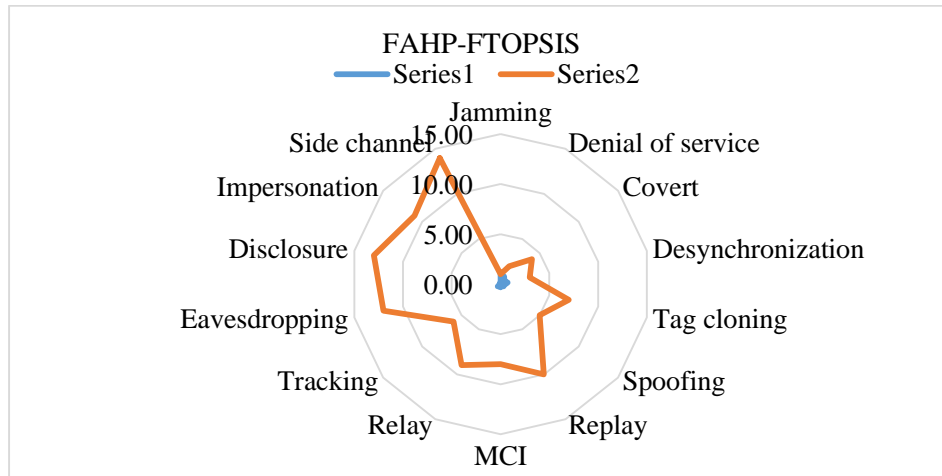 FAHP-FTOPSIS
Series1 Series2
Jamming
15.00
Side channel Denial of service
10.00
Impersonation Covert
5.00
Disclosure Desynchronization
0.00
Eavesdropping Tag cloning
Tracking Spoofing
Relay Replay
MCI